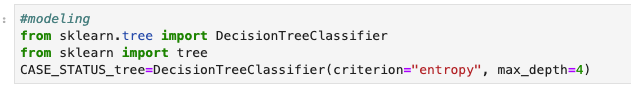 #modeling
from sklearn.tree import DecisionTreeClassifier
from sklearn import tree
CASE_STATUS_tree=DecisionTreeClassifier(criterion="entropy", max_depth=4)